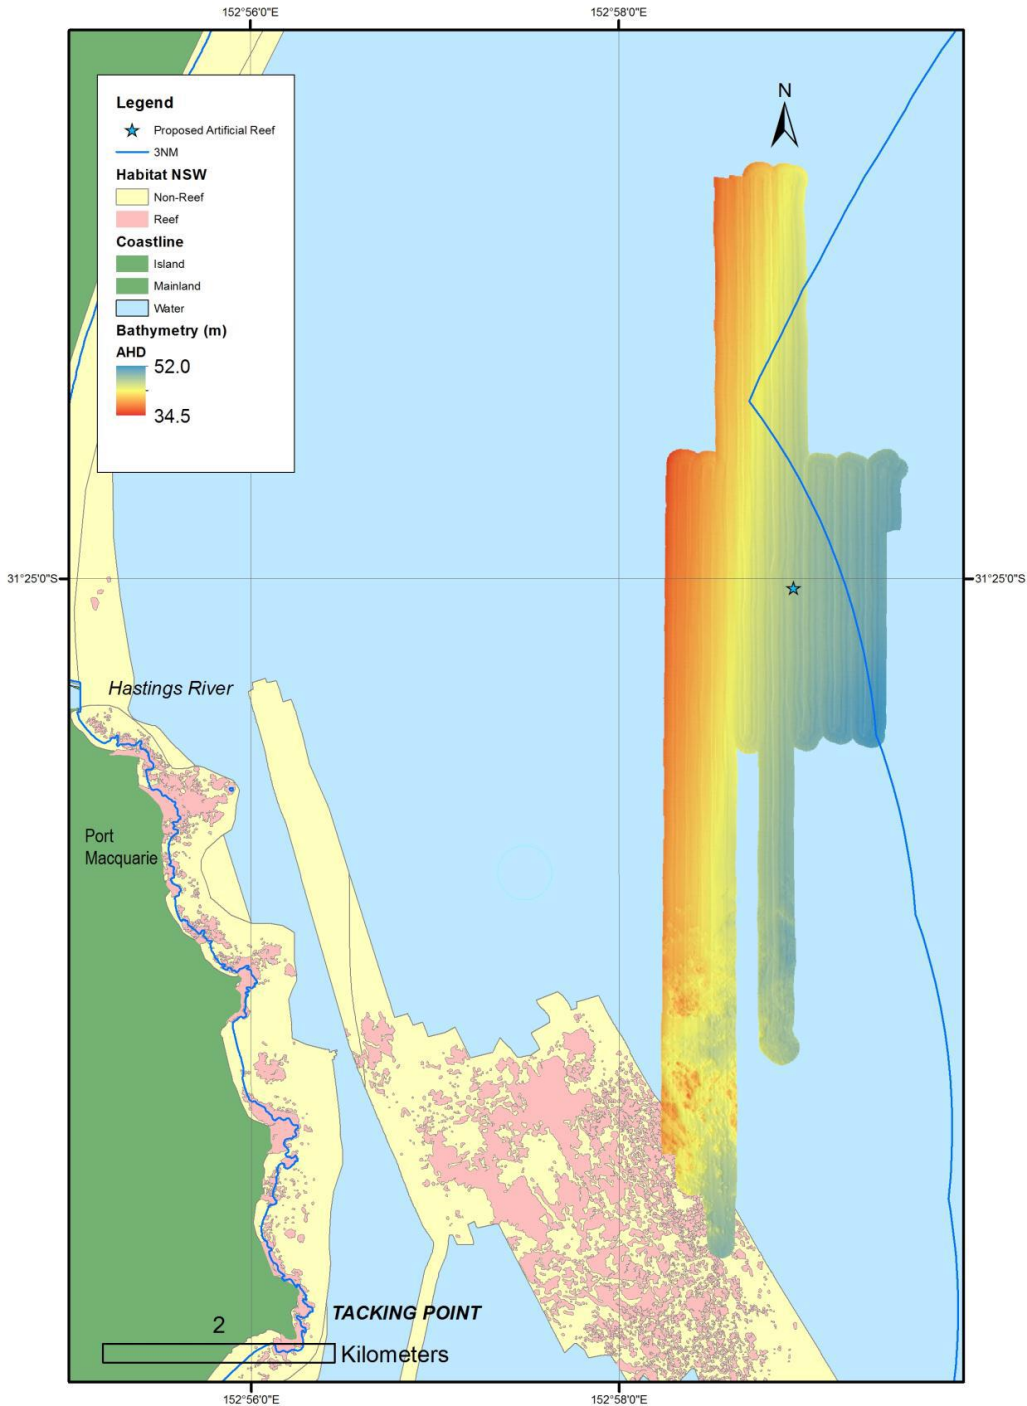 152°56'0"E
152°58'0"E
Legend
Proposed Artificial Reef
3NM
Habitat NSW
Non-Reef
Reef
Coastline
Island
Mainland
Water
Bathymetry (m)
AHD
52.0
34.5
N
31°25'0"S
31°25'0"S
Hastings River
Port
Macquarie
TACKING POINT
2
Kilometers
152°56'0"E
152°58'0"E